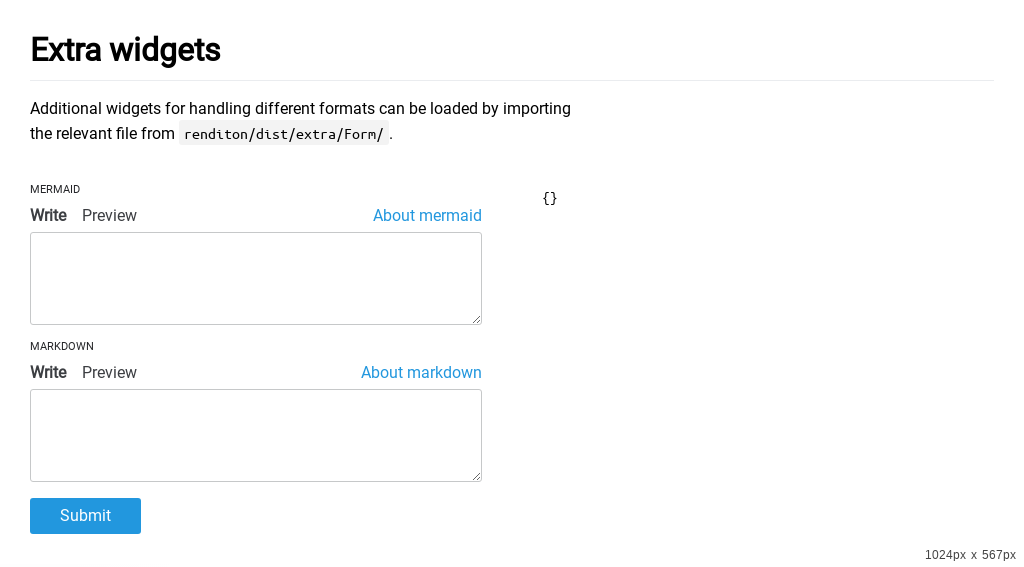 Extra widgets
Additional widgets for handling different formats can be loaded by importing
the relevant file from renditon/dist/extra/Form/.
MERMAID
{}
Write Preview About mermaid
MARKDOWN
Write Preview About markdown
Submit
1024px x 567px